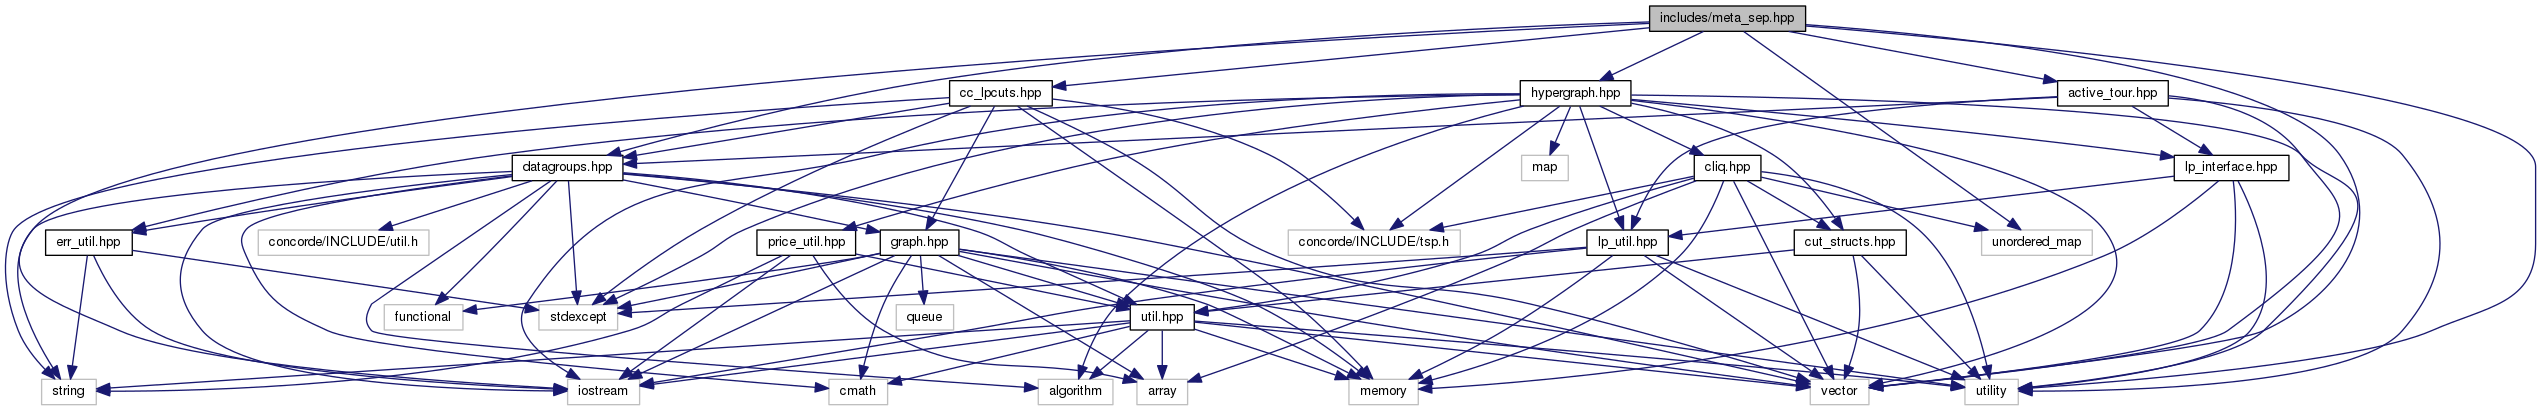 includes/meta_sep.hpp
cc_lpcuts.hpp
hypergraph.hpp
active_tour.hpp
datagroups.hpp
map
cliq.hpp
lp_interface.hpp
err_util.hpp
concorde/INCLUDE/util.h
price_util.hpp
graph.hpp
concorde/INCLUDE/tsp.h
lp_util.hpp
cut_structs.hpp
unordered_map
functional
stdexcept
queue
util.hpp
string
iostream
cmath
algorithm
array
memory
vector
utility